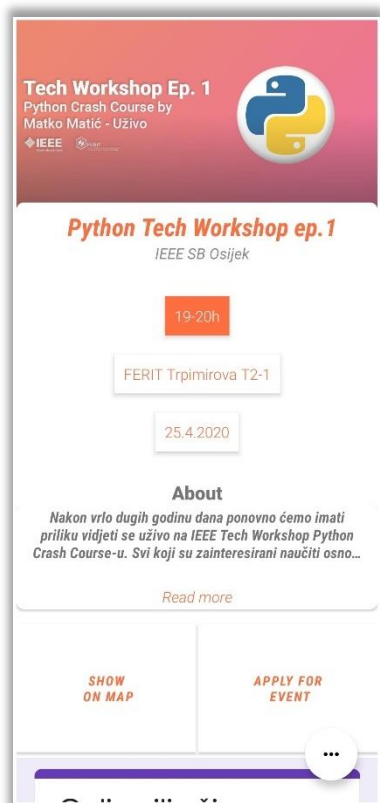 Tech Workshop Ep. 1
Python Crash Course by
Matko Matić - Uživo
IEEE
Python Tech Workshop ep.1
IEEE SB Osijek
19-20h
FERIT Trpimirova T2-1
25.4.2020
About
Nakon vrlo dugih godinu dana ponovno ćemo imati
priliku vidjeti se uživo na IEEE Tech Workshop Python
Crash Course-u. Svi koji su zainteresirani naučiti osno...
Read more
SHOW
ON MAP
APPLY FOR
EVENT